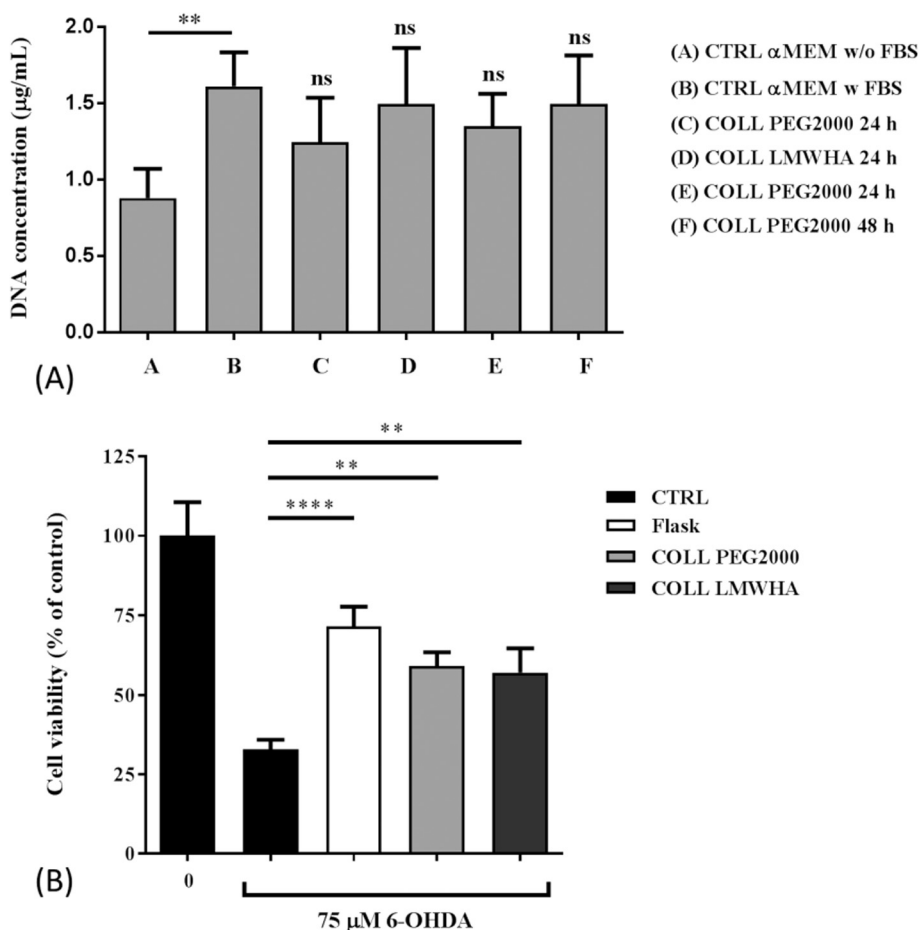 **
ns
ns
ns
ns
2.0
1.5
1.0
0.5
0.0
DNA concentration (µg/mL)
A B C D E F
(A)
(A) CTRL αMEM w/o FBS
(B) CTRL αMEM w FBS
(C) COLL PEG2000 24 h
(D) COLL LMWHA 24 h
(E) COLL PEG2000 24 h
(F) COLL PEG2000 48 h
**
**
****
125
100
75
50
25
0
Cell viability (% of control)
0
75 µM 6-OHDA
(B)
CTRL
Flask
COLL PEG2000
COLL LMWHA